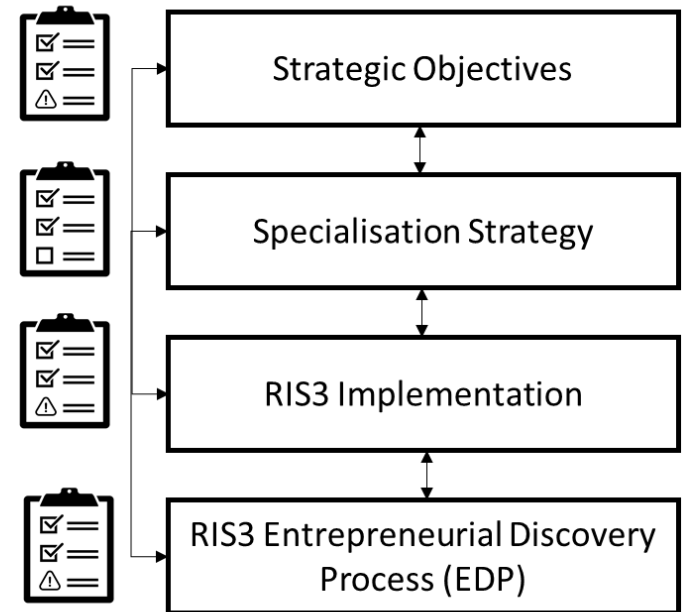 Strategic Objectives
Specialisation Strategy
RIS3 Implementation
RIS3 Entrepreneurial Discovery
Process (EDP)